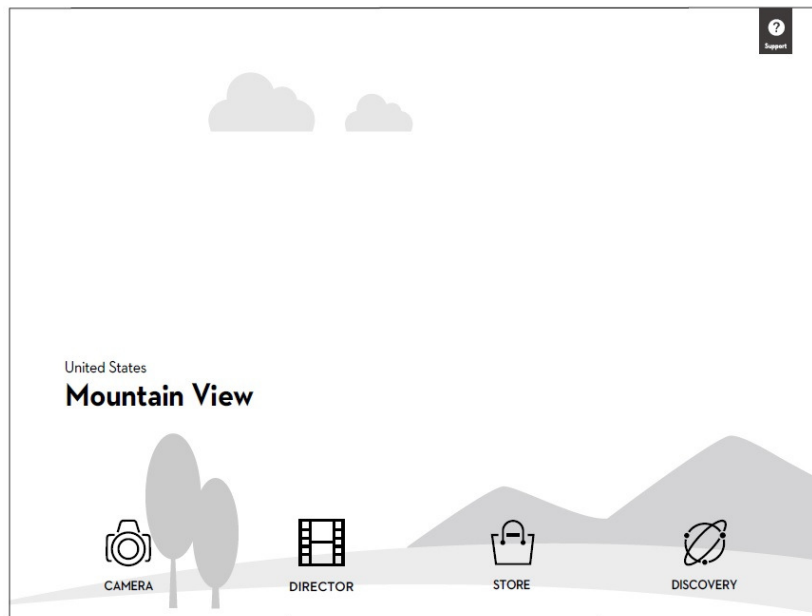 Support
United States
Mountain View
CAMERA
DIRECTOR
STORE
DISCOVERY